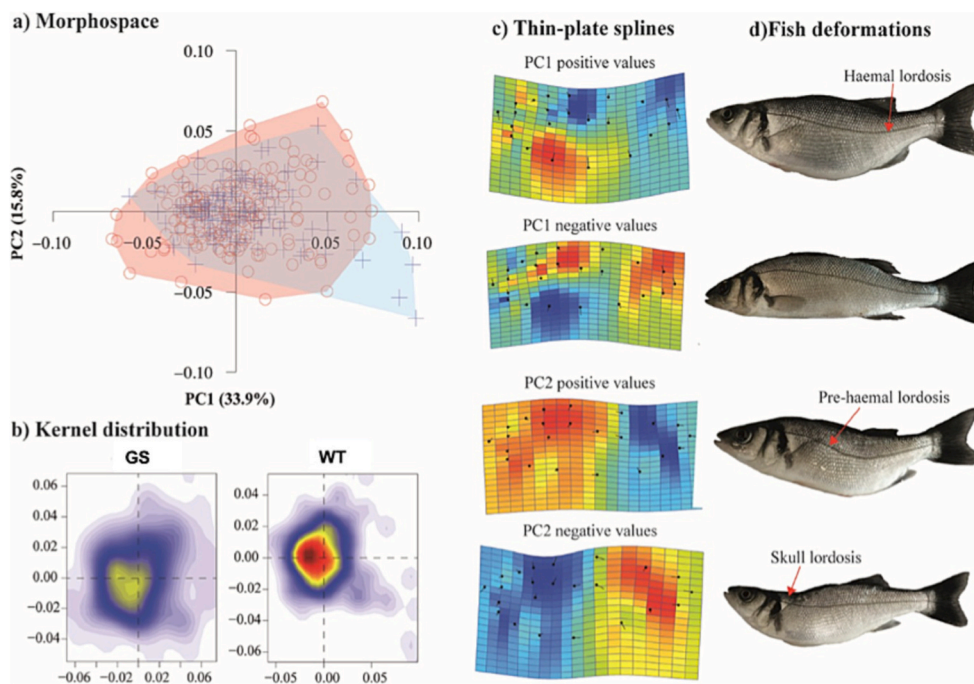 a) Morphospace
0.10
0.05
−0.10
−0.05
0.05
0.10
−0.05
−0.10
PC2 (15.8%)
PC1 (33.9%)
b) Kernel distribution
GS
WT
0.06
0.04
0.02
0.00
−0.02
−0.04
−0.06
−0.02
0.02
0.06
0.04
0.02
0.00
−0.02
−0.04
−0.06
−0.05
0.00
0.05
c) Thin-plate splines
PC1 positive values
PC1 negative values
PC2 positive values
PC2 negative values
d)Fish deformations
Haemal lordosis
Pre-haemal lordosis
Skull lordosis